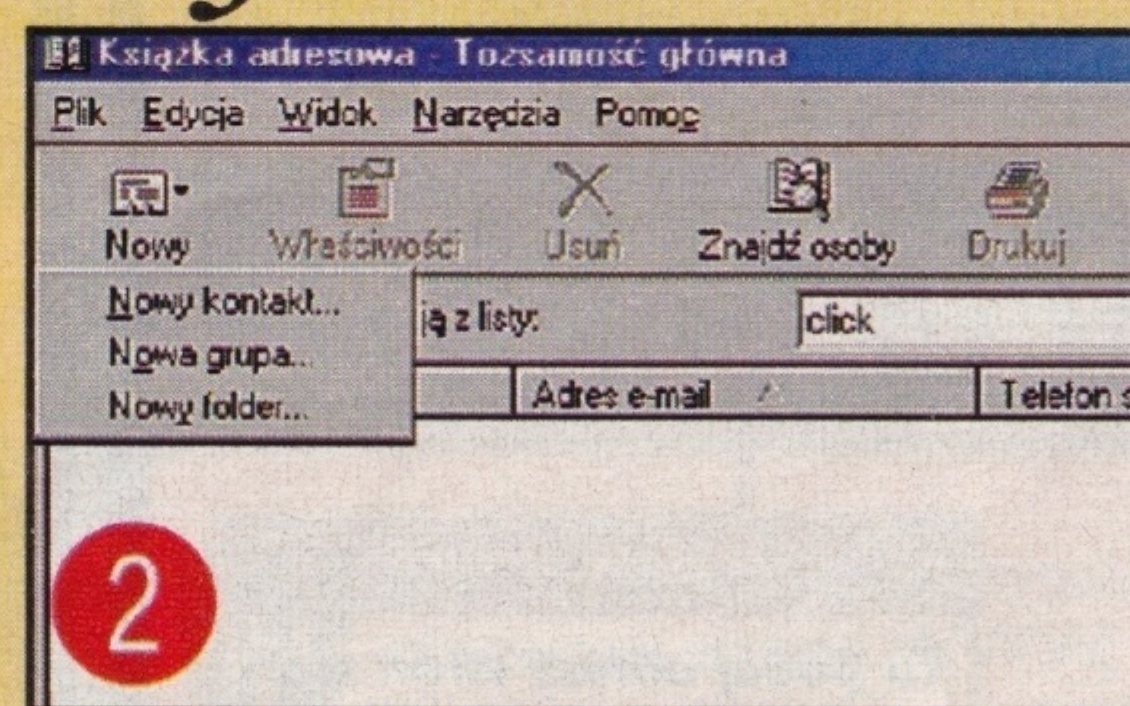 Książka adresowa - Tożsamość główna
Plik Edycja Widok Narzędzia Pomoc
Nowy Właściwości Usuń Znajdź osoby Drukuj
Nowy kontakt...
Nowa grupa...
Nowy folder...
ją z listy:
click
Adres e-mail
Telefon s
2